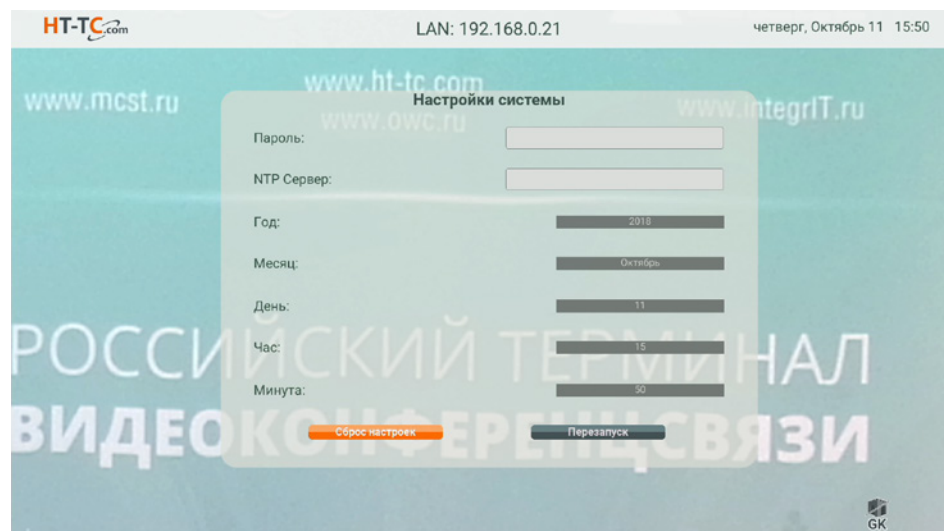 HT-TC.com
LAN: 192.168.0.21
четверг, Октябрь 11 15:50
www.ht-tc.com
www.mcst.ru
www.integrIT.ru
www.owc.ru
Настройки системы
Пароль:
NTP Сервер:
Год: 2018
Месяц: Октябрь
День: 11
Час: 15
Минута: 50
РОССИЙСКИЙ ТЕРМИНАЛ
ВИДЕОКОНФЕРЕНЦСВЯЗИ
Сброс настроек
Перезапуск
GK